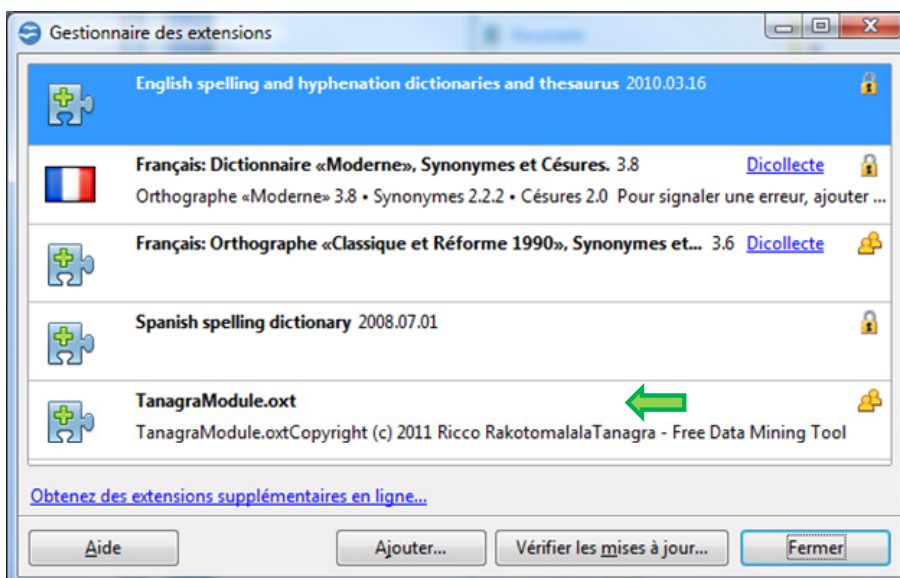 Gestionnaire des extensions
English spelling and hyphenation dictionaries and thesaurus 2010.03.16
Français: Dictionnaire «Moderne», Synonymes et Césures. 3.8 Dicollecte
Orthographe «Moderne» 3.8 • Synonymes 2.2.2 • Césures 2.0 Pour signaler une erreur, ajouter ...
Français: Orthographe «Classique et Réforme 1990», Synonymes et... 3.6 Dicollecte
Spanish spelling dictionary 2008.07.01
TanagraModule.oxt
TanagraModule.oxtCopyright (c) 2011 Ricco RakotomalalaTanagra - Free Data Mining Tool
Obtenez des extensions supplémentaires en ligne...
Aide Ajouter... Vérifier les mises à jour... Fermer